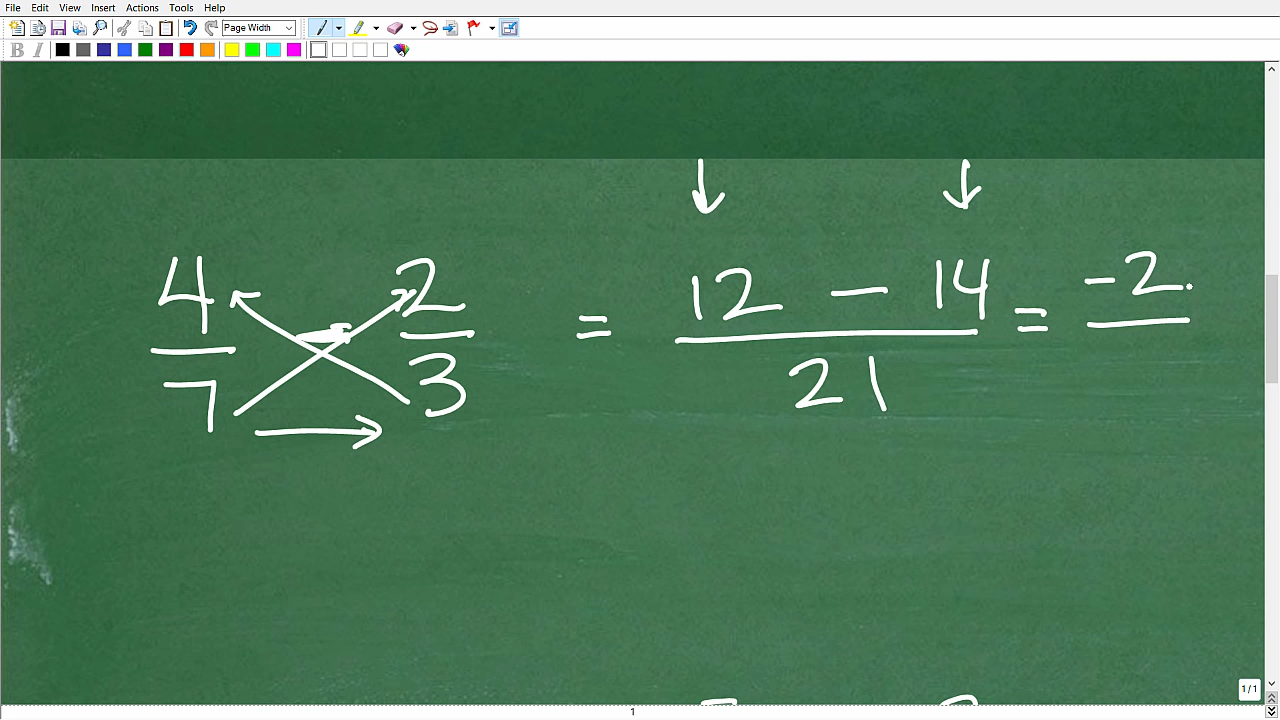 File Edit View Insert Actions Tools Help
Page Width
B I
4/7 - 2/3 = 12 - 14/21 = -2
1/1
1